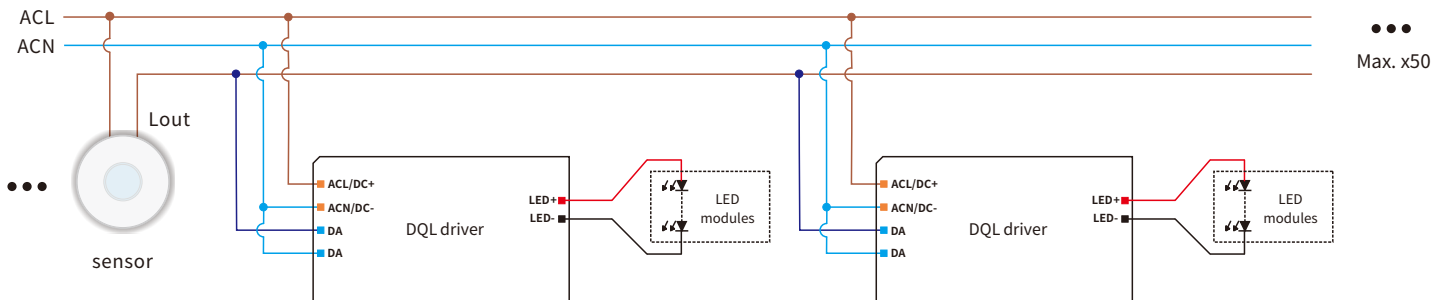 ACL
ACN
•••
Max. x50
Lout
•••
sensor
ACL/DC+
ACN/DC-
DA
DA
DQL driver
LED+
LED-
LED
modules
ACL/DC+
ACN/DC-
DA
DA
DQL driver
LED+
LED-
LED
modules